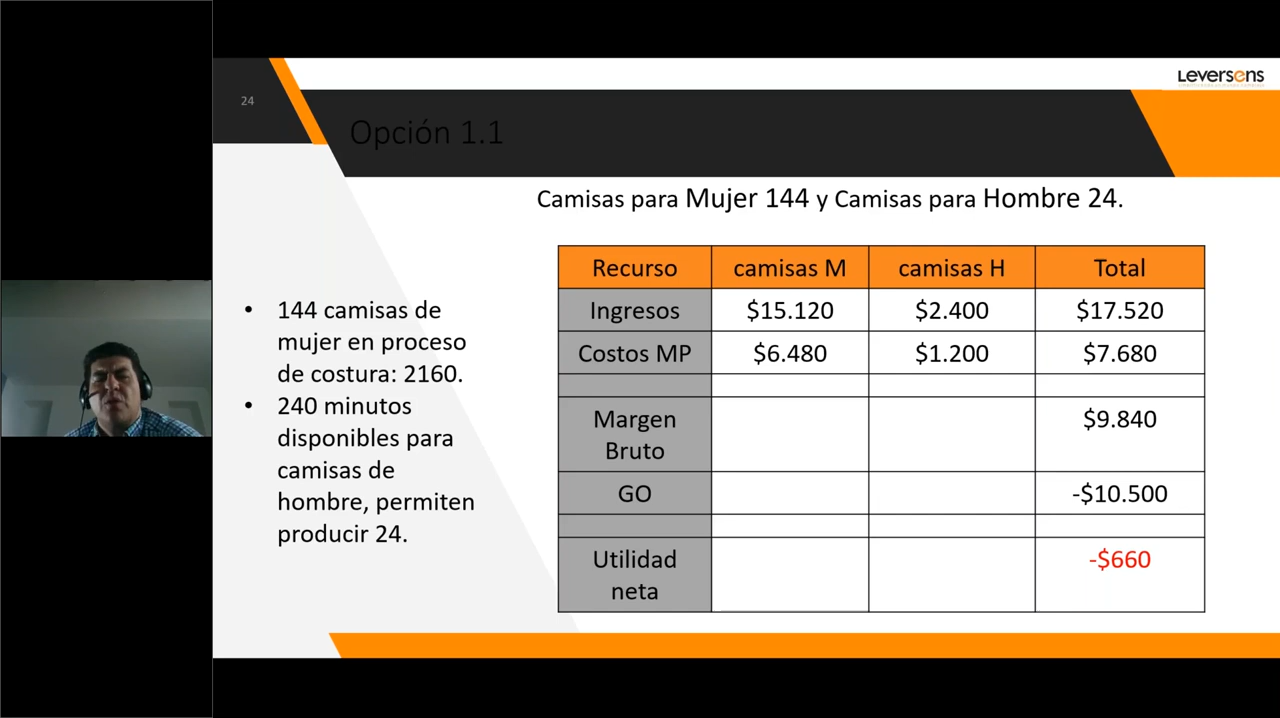 Leversens
24
Opción 1.1
Camisas para Mujer 144 y Camisas para Hombre 24.
• 144 camisas de
mujer en proceso
de costura: 2160.
• 240 minutos
disponibles para
camisas de
hombre, permiten
producir 24.
Recurso camisas M camisas H Total
Ingresos $15.120 $2.400 $17.520
Costos MP $6.480 $1.200 $7.680
Margen
Bruto $9.840
GO -$10.500
Utilidad
neta -$660